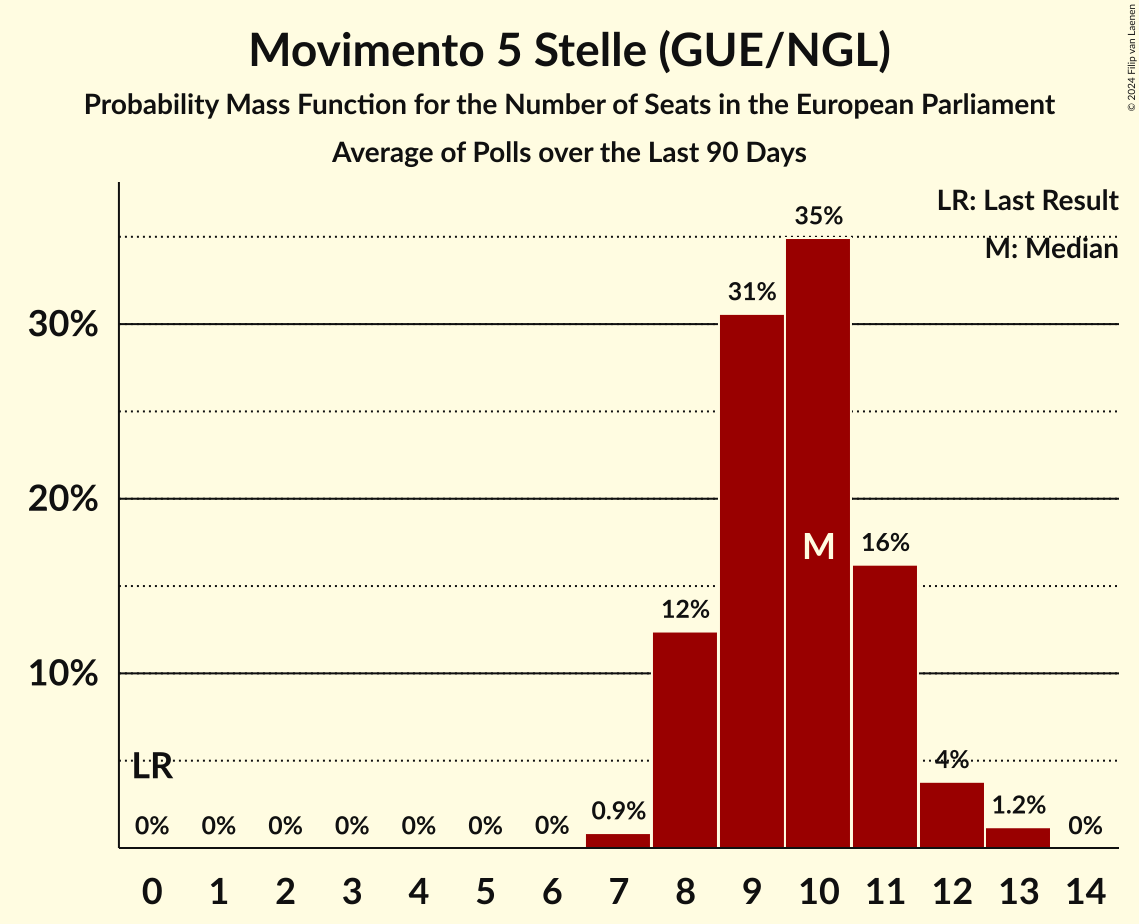 Movimento 5 Stelle (GUE/NGL)
Probability Mass Function for the Number of Seats in the European Parliament
Average of Polls over the Last 90 Days
© 2024 Filip van Laenen
LR: Last Result
M: Median
35%
31%
30%
20%
M
16%
12%
10%
LR
4%
0% 0% 0% 0% 0% 0% 0% 0.9% 1.2% 0%
0 1 2 3 4 5 6 7 8 9 10 11 12 13 14